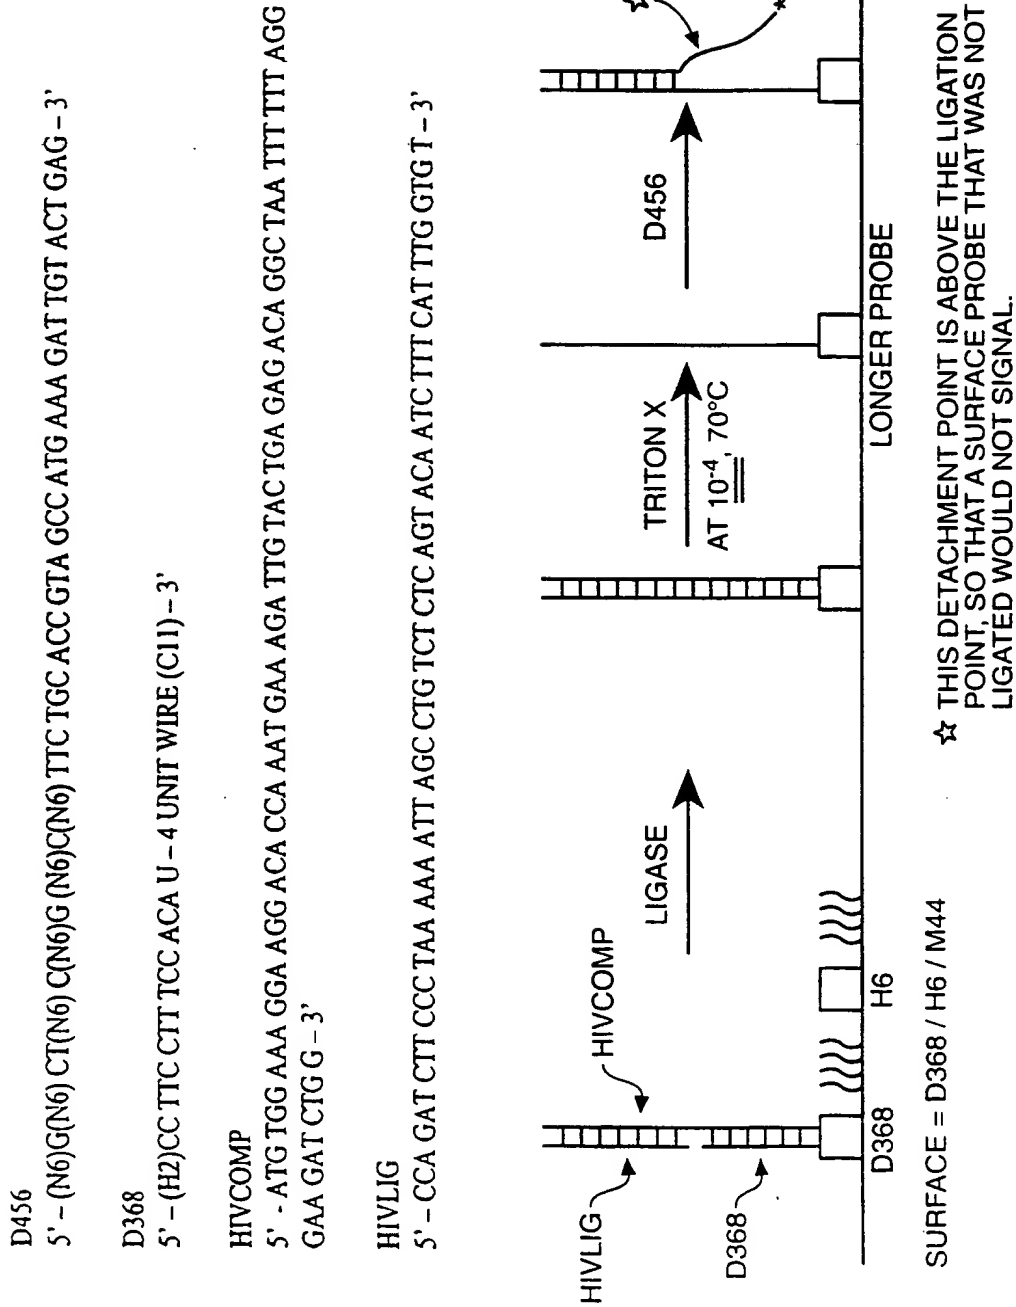 D456
5' – (N6)G(N6) CT(N6) C(N6)G (N6)C(N6) TTC TGC ACC GTA GCC ATG AAA GAT TGT ACT GAG – 3'
D368
5' – (H2)CC TTC CTT TCC ACA U – 4 UNIT WIRE (C11) – 3'
HIVCOMP
5' - ATG TGG AAA GGA AGG ACA CCA AAT GAA AGA TTG TAC TGA GAG ACA GGC TAA TTT TTT AGG
GAA GAT CTG G – 3'
HIVLIG
5' – CCA GAT CTT CCC TAA AAA ATT AGC CTG TCT CTC AGT ACA ATC TTT CAT TTG GTG T – 3'
HIVLIG
HIVCOMP
D368
LIGASE
TRITON X
AT 10⁻⁴, 70°C
D456
☆
*
D368
H6
LONGER PROBE
SURFACE = D368 / H6 / M44
☆ THIS DETACHMENT POINT IS ABOVE THE LIGATION
POINT, SO THAT A SURFACE PROBE THAT WAS NOT
LIGATED WOULD NOT SIGNAL.